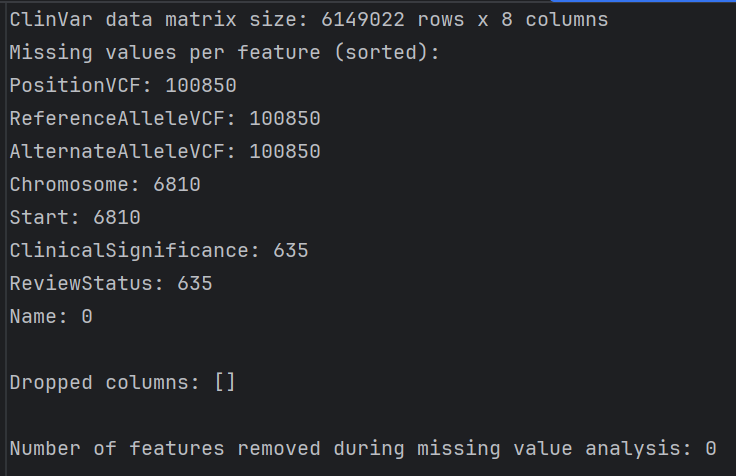 ClinVar data matrix size: 6149022 rows x 8 columns
Missing values per feature (sorted):
PositionVCF: 100850
ReferenceAlleleVCF: 100850
AlternateAlleleVCF: 100850
Chromosome: 6810
Start: 6810
ClinicalSignificance: 635
ReviewStatus: 635
Name: 0
Dropped columns: []
Number of features removed during missing value analysis: 0